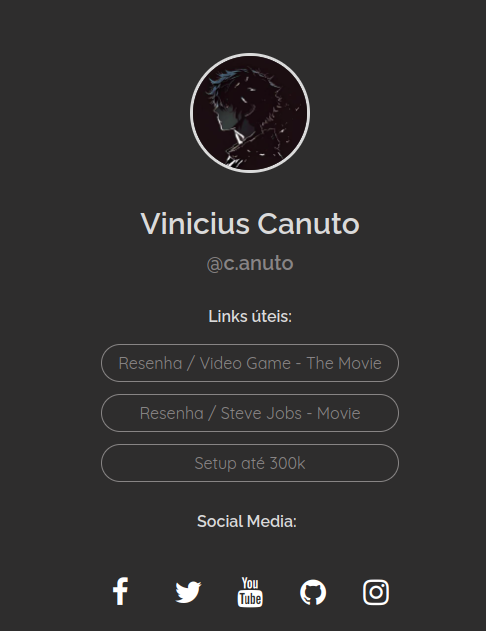 Vinicius Canuto
@c.anuto
Links úteis:
Resenha / Video Game - The Movie
Resenha / Steve Jobs - Movie
Setup até 300k
Social Media:
You
Tube